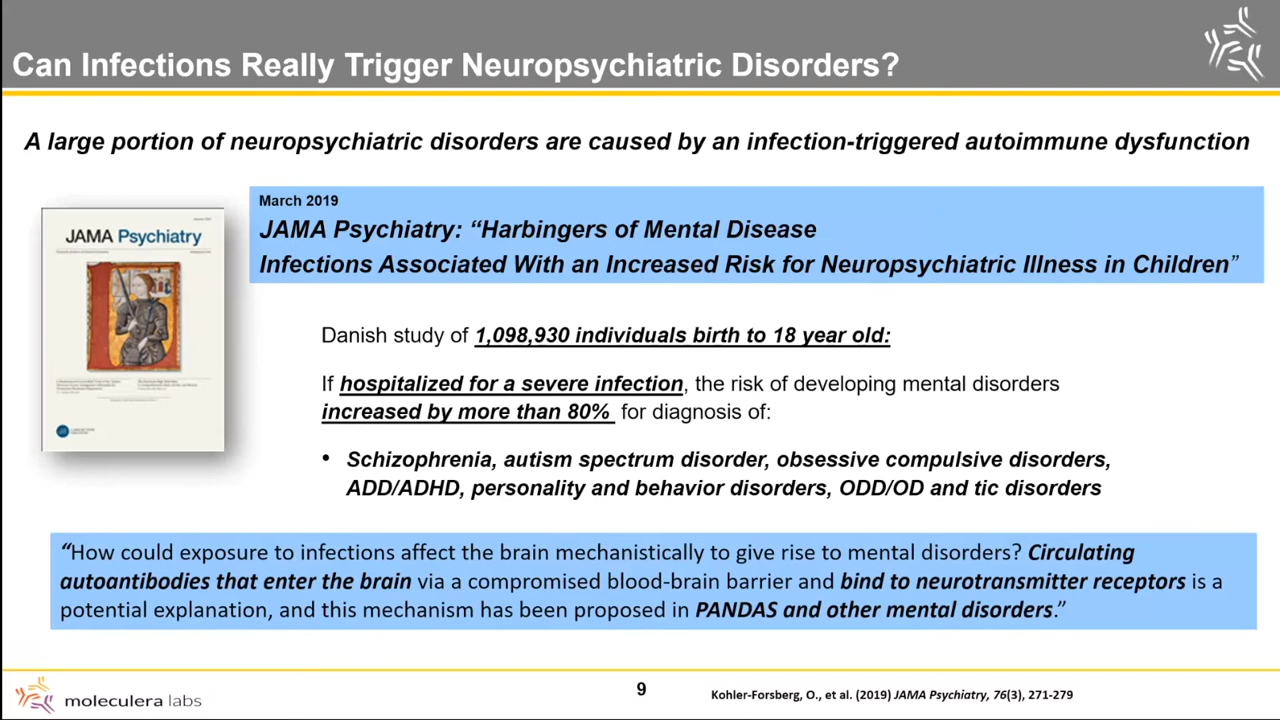 Can Infections Really Trigger Neuropsychiatric Disorders?
A large portion of neuropsychiatric disorders are caused by an infection-triggered autoimmune dysfunction
JAMA Psychiatry
March 2019
JAMA Psychiatry: “Harbingers of Mental Disease
Infections Associated With an Increased Risk for Neuropsychiatric Illness in Children”
Danish study of 1,098,930 individuals birth to 18 year old:
If hospitalized for a severe infection, the risk of developing mental disorders
increased by more than 80% for diagnosis of:
• Schizophrenia, autism spectrum disorder, obsessive compulsive disorders,
ADD/ADHD, personality and behavior disorders, ODD/OD and tic disorders
“How could exposure to infections affect the brain mechanistically to give rise to mental disorders? Circulating
autoantibodies that enter the brain via a compromised blood-brain barrier and bind to neurotransmitter receptors is a
potential explanation, and this mechanism has been proposed in PANDAS and other mental disorders.”
moleculera labs
9
Kohler-Forsberg, O., et al. (2019) JAMA Psychiatry, 76(3), 271-279